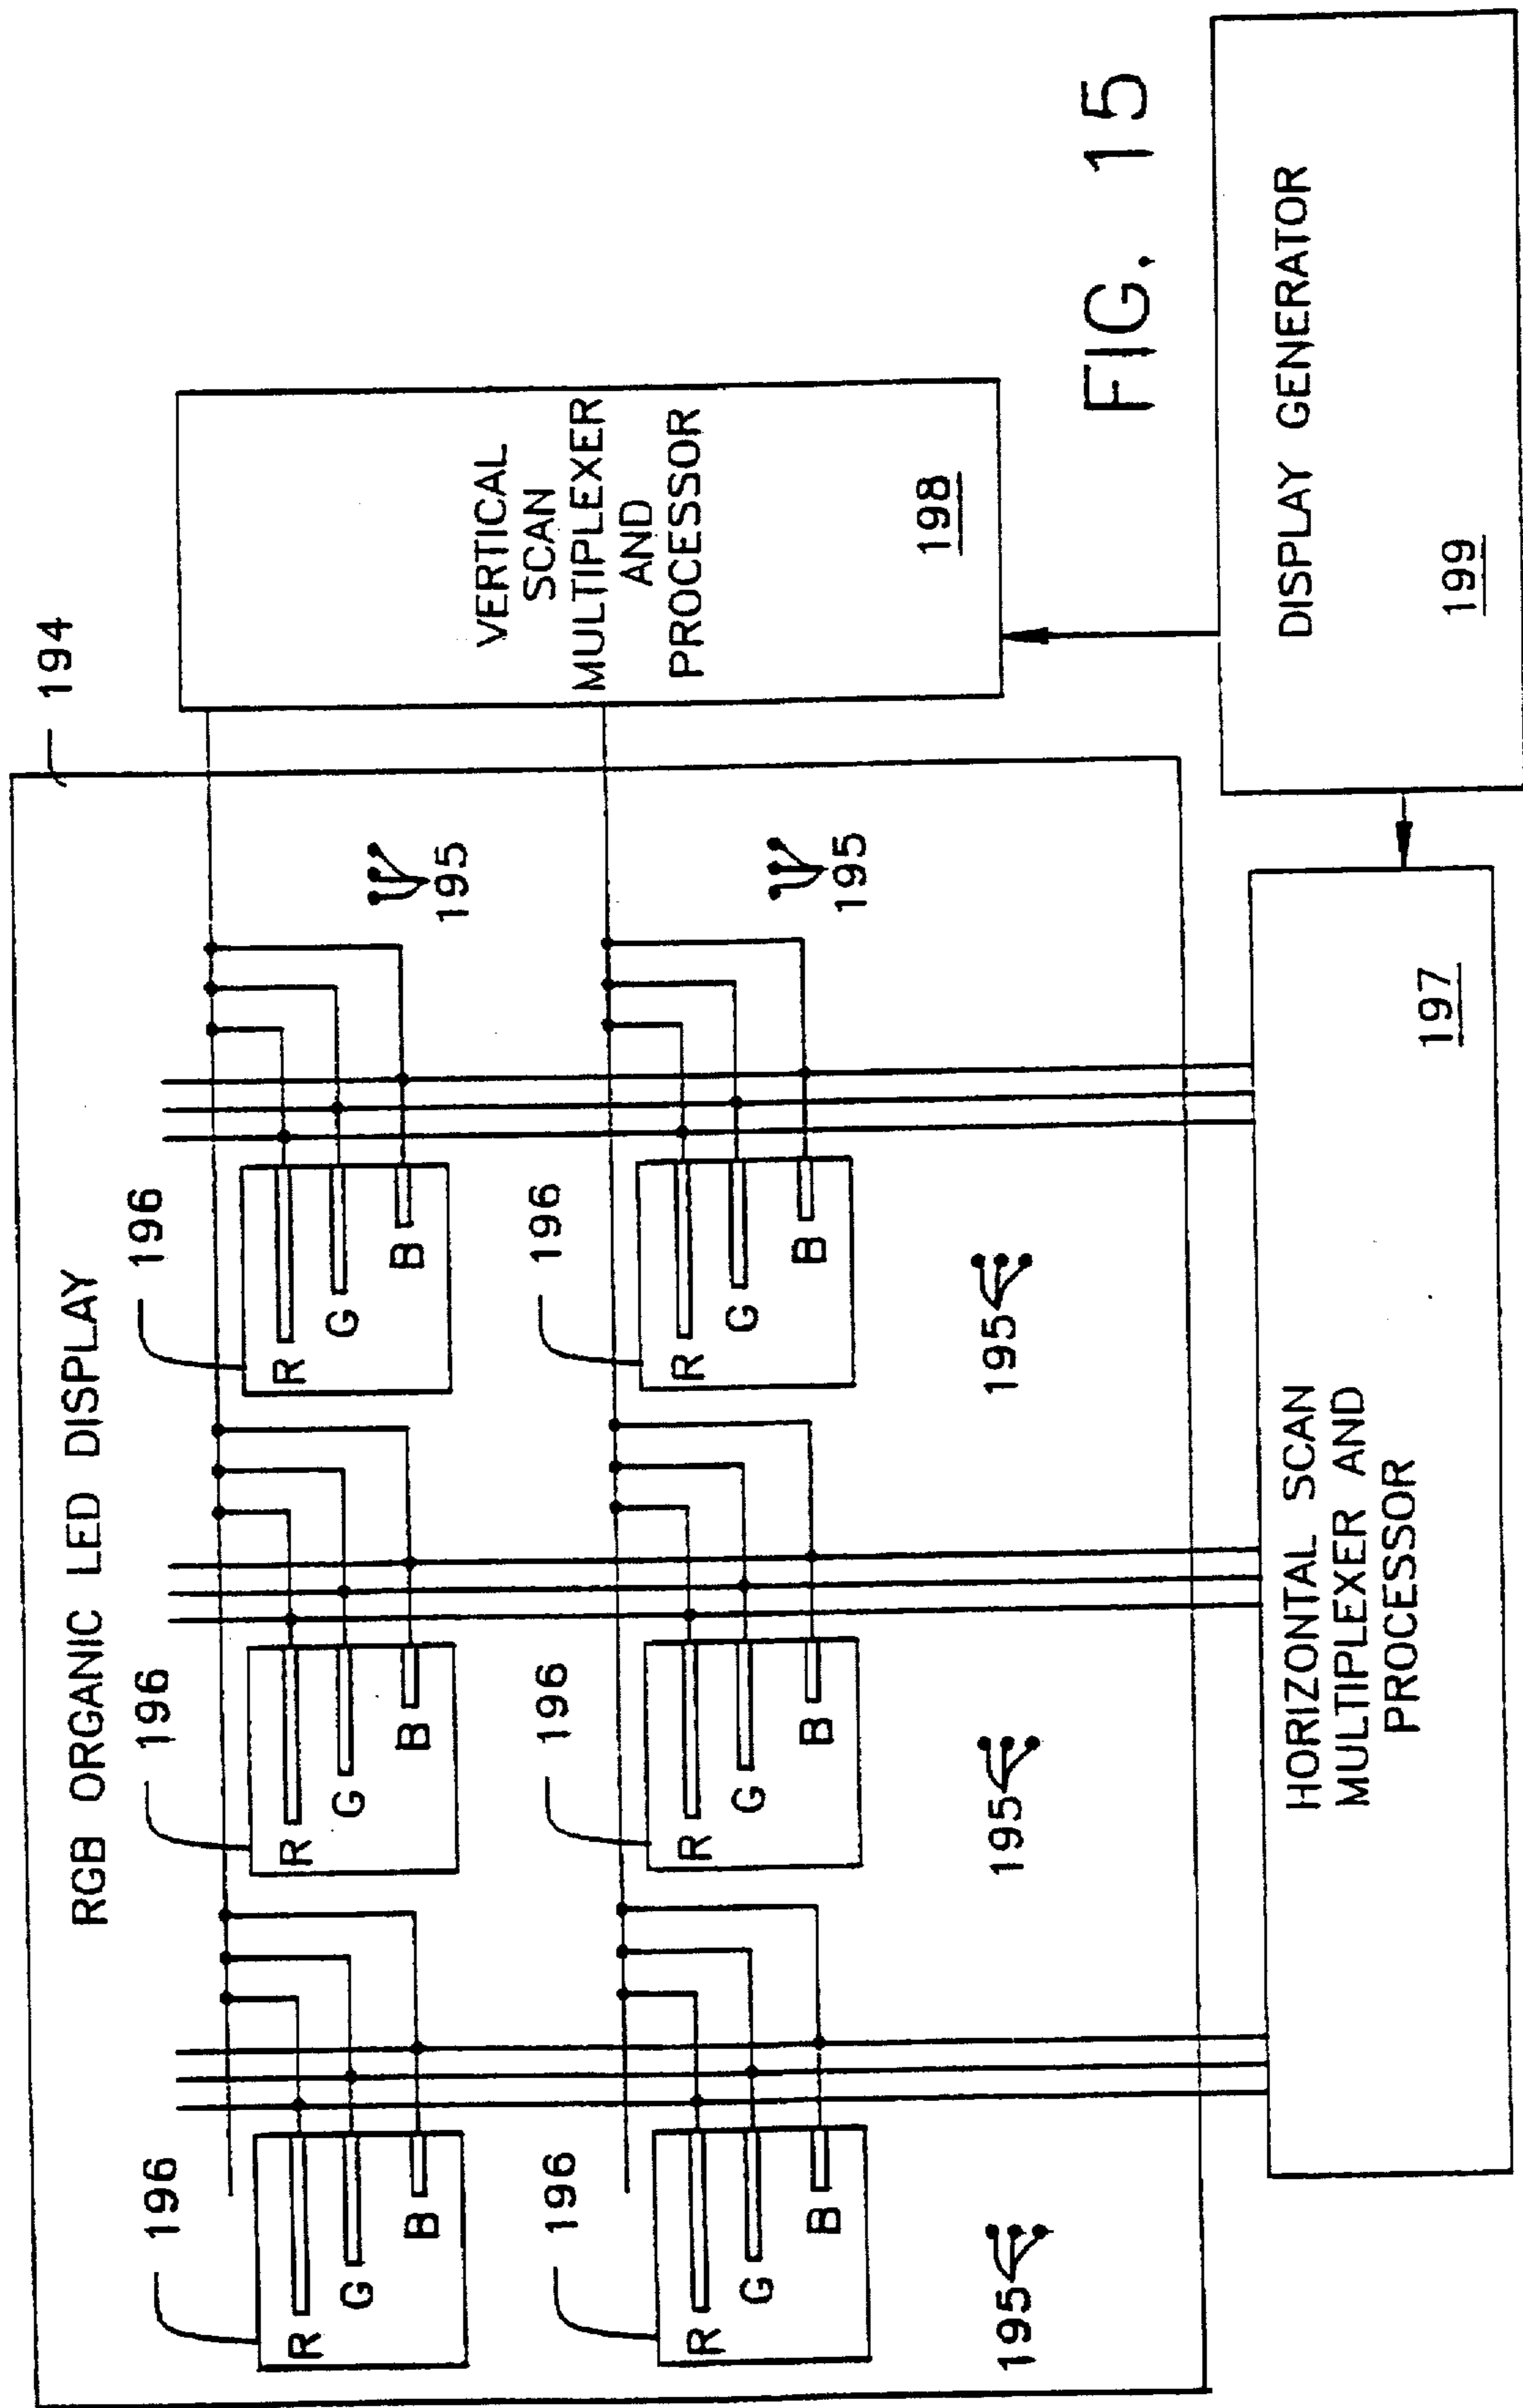 RGB ORGANIC LED DISPLAY
194
196
196
196
R
G
B
R
G
B
R
G
B
195
196
196
196
R
G
B
R
G
B
R
G
B
195
195
195
195
VERTICAL
SCAN
MULTIPLEXER
AND
PROCESSOR
198
HORIZONTAL SCAN
MULTIPLEXER AND
PROCESSOR
197
FIG. 15
DISPLAY GENERATOR
199